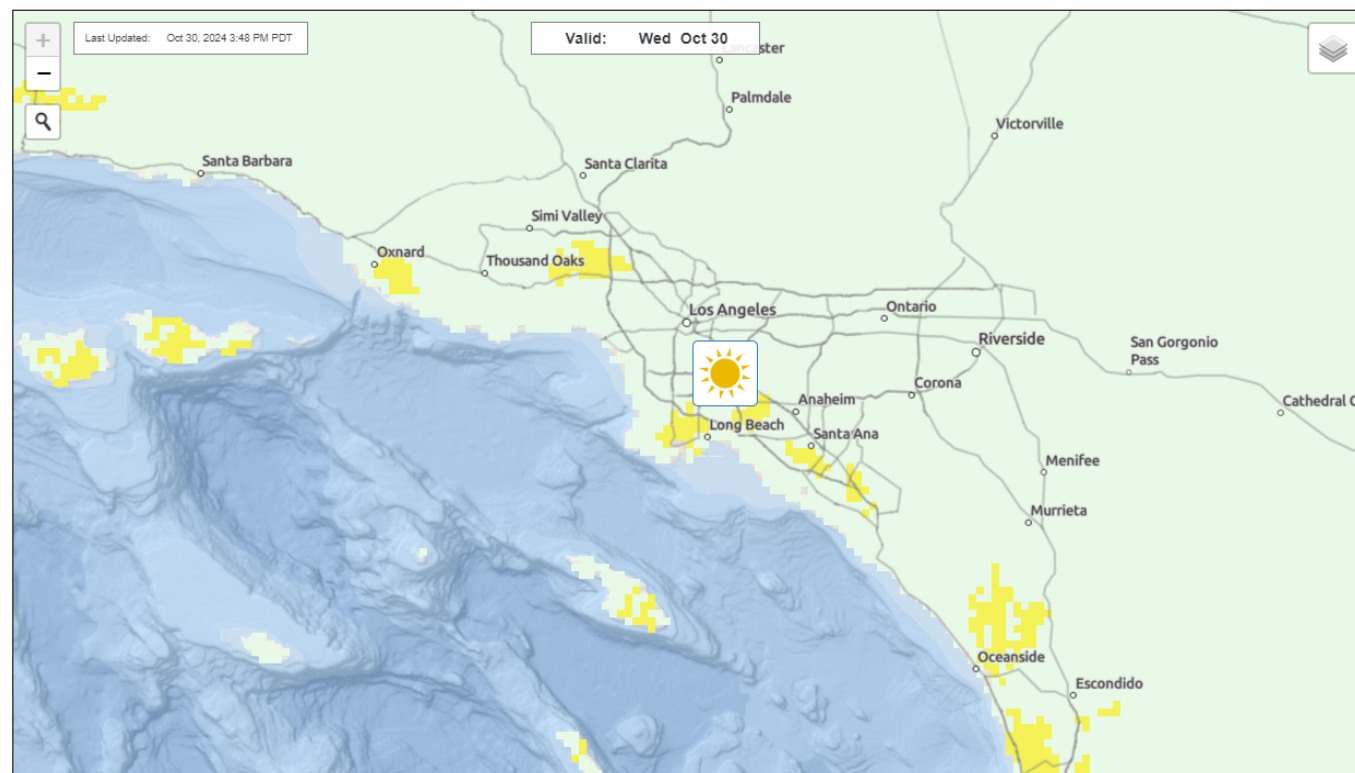 +
Last Updated: Oct 30, 2024 3:48 PM PDT
Valid: Wed Oct 30
Lancaster
−
Palmdale
Victorville
Santa Barbara
Santa Clarita
Simi Valley
Oxnard
Thousand Oaks
Los Angeles
Ontario
Riverside
San Gorgonio
Pass
Corona
Anaheim
Cathedral C
Long Beach
Santa Ana
Menifee
Murrieta
Oceanside
Escondido